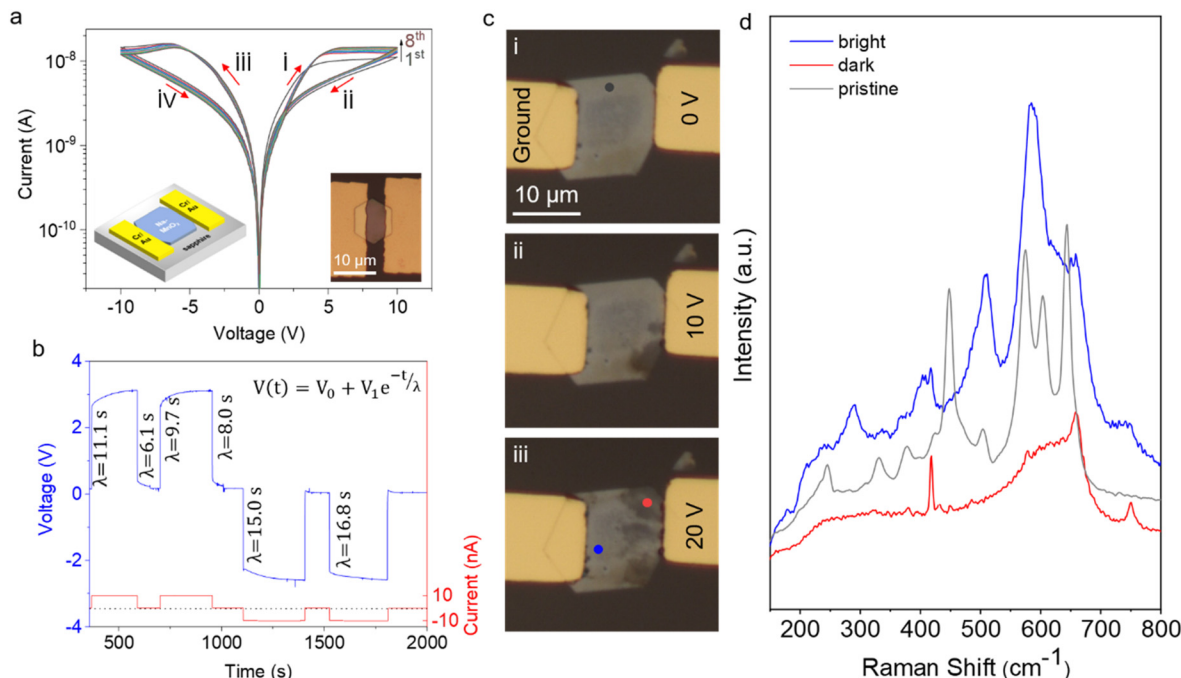 a
10⁻⁸
10⁻⁹
10⁻¹⁰
Current (A)
iii
i
iv
ii
8th
1st
Cr/
Au
Na-
MnO₂
Cr/
Au
sapphire
10 μm
-10
-5
0
5
10
Voltage (V)
b
4
2
0
-2
-4
Voltage (V)
V(t) = V₀ + V₁e^(-t/λ)
λ=11.1 s
λ=6.1 s
λ=9.7 s
λ=8.0 s
λ=15.0 s
λ=16.8 s
10
-10
Current (nA)
500
1000
1500
2000
Time (s)
c
i
Ground
0 V
10 μm
ii
10 V
iii
20 V
d
bright
dark
pristine
Intensity (a.u.)
200
300
400
500
600
700
800
Raman Shift (cm⁻¹)